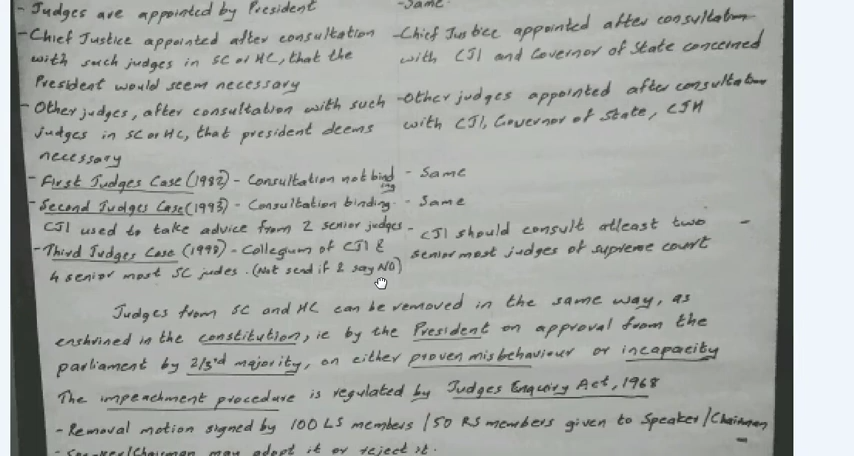 - Judges are appointed by President - Same
- Chief Justice appointed after consultation
with such judges in SC or HC, that the
President would seem necessary
- Chief Justice appointed after consultation
with CJI and Governor of State concerned
- Other judges, after consultation with such
judges in SC or HC, that president deems
necessary
- Other judges appointed after consultation
with CJI, Governor of State, CJH
- First Judges Case (1982) - Consultation not binding - Same
- Second Judges Case (1993) - Consultation binding - Same
CJI used to take advice from 2 senior judges
- Third Judges Case (1998) - Collegium of CJI &
4 senior most SC judes. (Not send if 2 say NO)
- CJI should consult atleast two
senior most judges of supreme court
Judges from SC and HC can be removed in the same way, as
enshrined in the constitution, ie by the President on approval from the
parliament by 2/3rd majority, on either proven misbehaviour or incapacity
The impeachment procedure is regulated by Judges Enquiry Act, 1968
- Removal motion signed by 100 LS members / 50 RS members given to Speaker/Chairman
- Speaker/Chairman may adopt it or reject it.